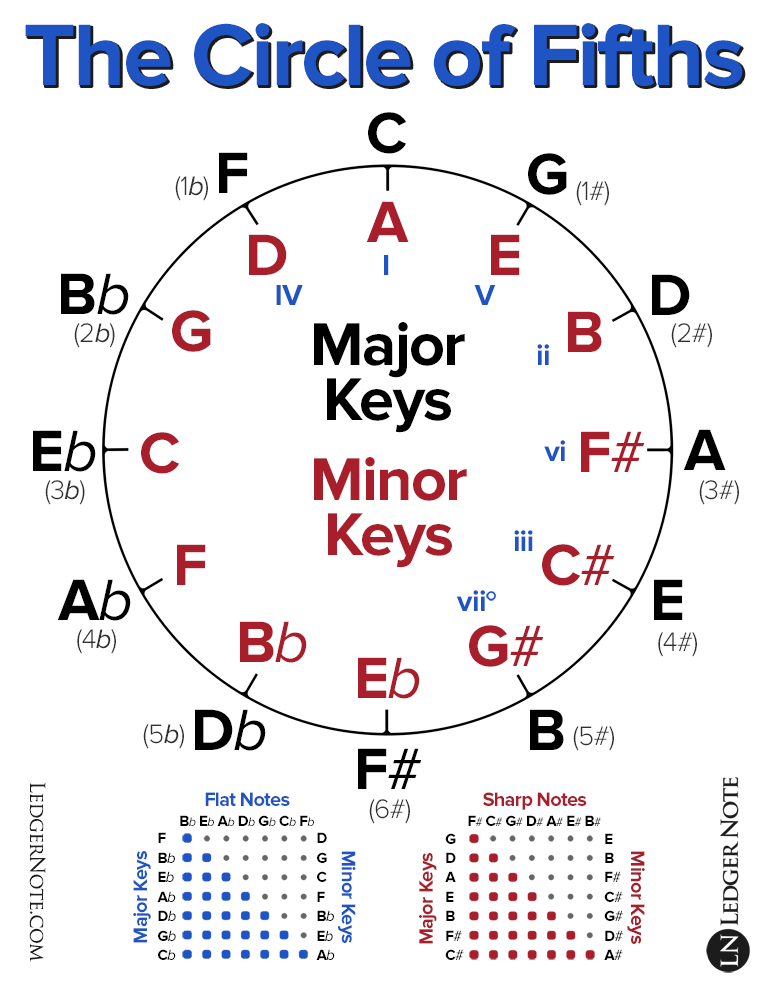 The Circle of Fifths
C
F
(1b)
G
(1#)
A
D
E
I
IV
V
Bb
(2b)
D
(2#)
G
B
ii
Major
Keys
Eb
(3b)
C
vi
F#
A
(3#)
Minor
Keys
iii
F
C#
Ab
(4b)
E
(4#)
vii°
Bb
G#
Eb
(5b)
Db
B
(5#)
F#
(6#)
Flat Notes
Bb Eb Ab Db Gb Cb Fb
F D
Bb G
Eb C
Ab F
Db Bb
Gb Eb
Cb Ab
Major Keys
Minor Keys
Sharp Notes
F# C# G# D# A# E# B#
G E
D B
A F#
E C#
B G#
F# D#
C# A#
Major Keys
Minor Keys
LEDGERNOTE.COM
LN LEDGER NOTE